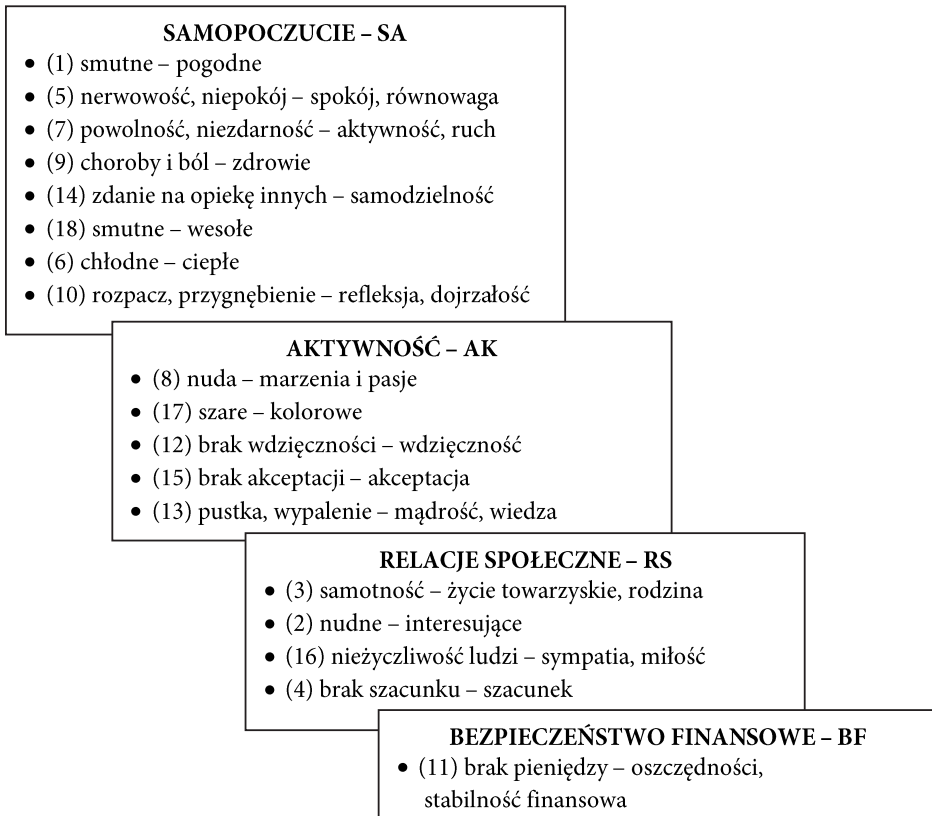 SAMOPOCZUCIE – SA
• (1) smutne – pogodne
• (5) nerwowość, niepokój – spokój, równowaga
• (7) powolność, niezdarność – aktywność, ruch
• (9) choroby i ból – zdrowie
• (14) zdanie na opiekę innych – samodzielność
• (18) smutne – wesołe
• (6) chłodne – ciepłe
• (10) rozpacz, przygnębienie – refleksja, dojrzałość
AKTYWNOŚĆ – AK
• (8) nuda – marzenia i pasje
• (17) szare – kolorowe
• (12) brak wdzięczności – wdzięczność
• (15) brak akceptacji – akceptacja
• (13) pustka, wypalenie – mądrość, wiedza
RELACJE SPOŁECZNE – RS
• (3) samotność – życie towarzyskie, rodzina
• (2) nudne – interesujące
• (16) nieżyczliwość ludzi – sympatia, miłość
• (4) brak szacunku – szacunek
BEZPIECZEŃSTWO FINANSOWE – BF
• (11) brak pieniędzy – oszczędności,
stabilność finansowa